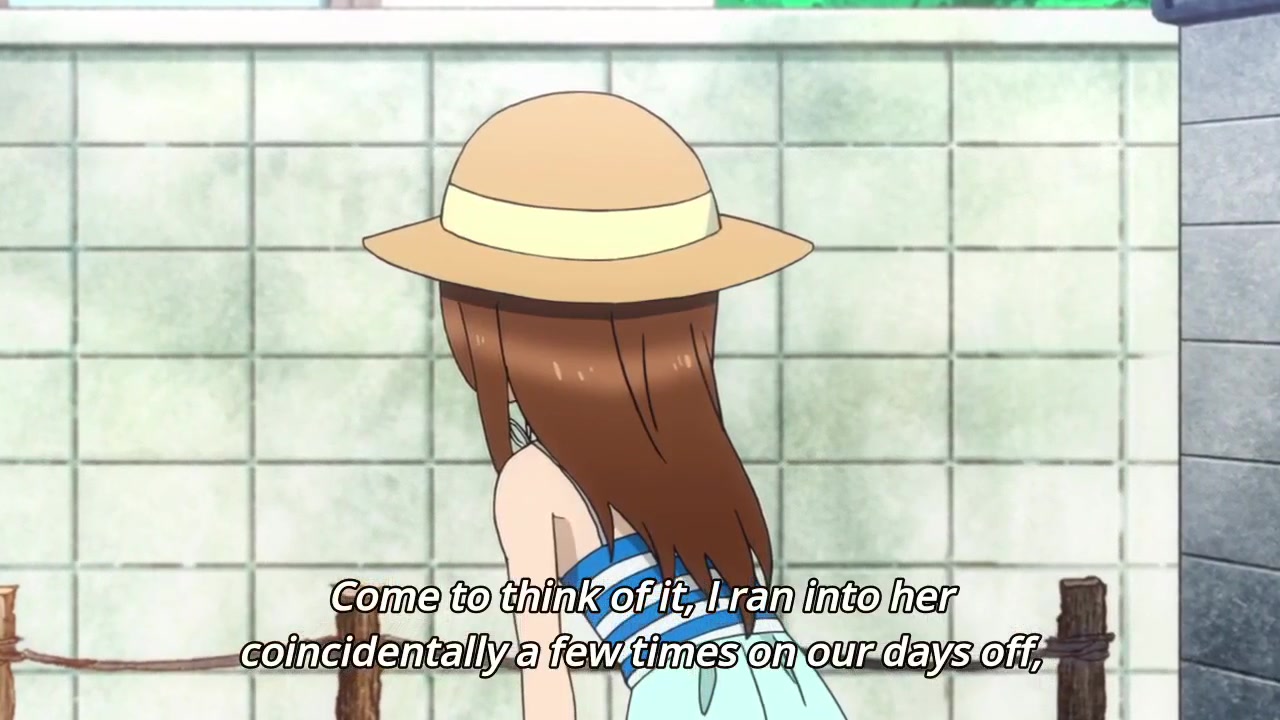 Come to think of it, I ran into her
coincidentally a few times on our days off,